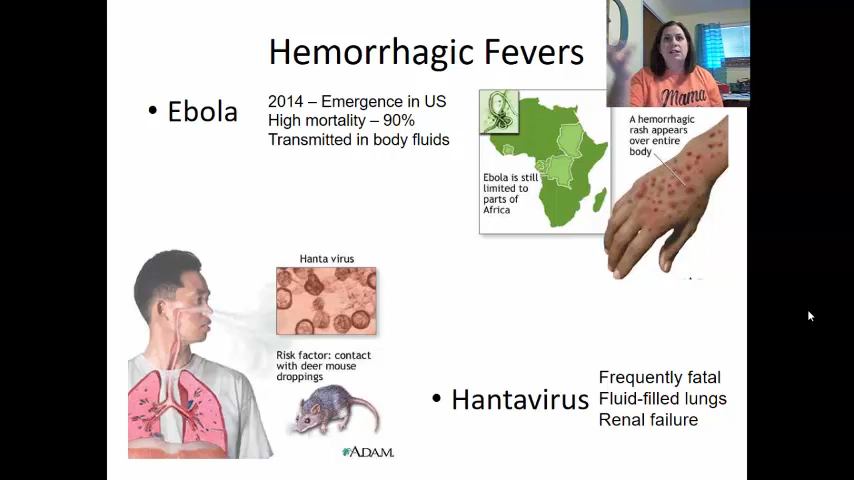 Hemorrhagic Fevers
• Ebola
2014 – Emergence in US
High mortality – 90%
Transmitted in body fluids
Ebola is still
limited to
parts of
Africa
A hemorrhagic
rash appears
over entire
body
Mama
Hanta virus
Risk factor: contact
with deer mouse
droppings
ADAM.
• Hantavirus
Frequently fatal
Fluid-filled lungs
Renal failure